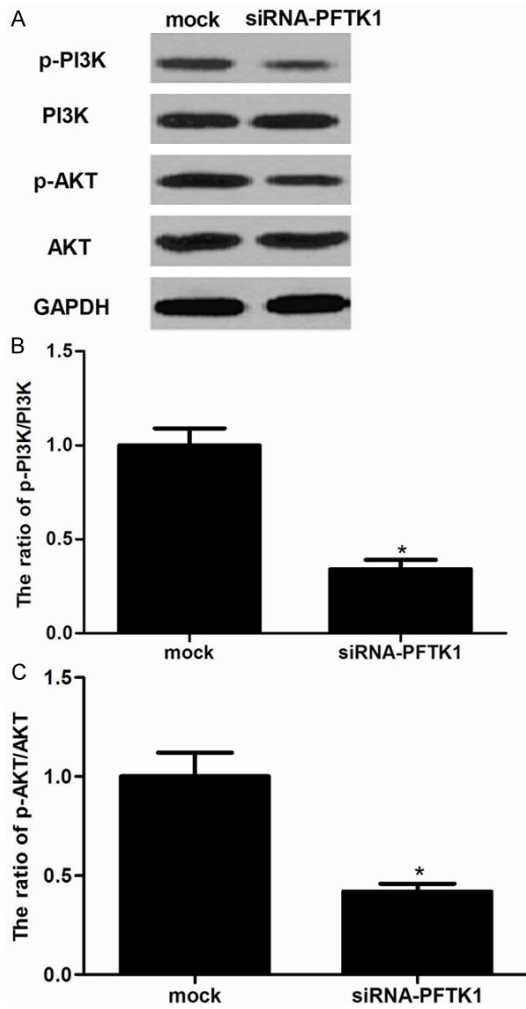 A
mock siRNA-PFTK1
p-PI3K
PI3K
p-AKT
AKT
GAPDH
B
The ratio of p-PI3K/PI3K
1.5
1.0
0.5
0.0
*
mock siRNA-PFTK1
C
The ratio of p-AKT/AKT
1.5
1.0
0.5
0.0
*
mock siRNA-PFTK1